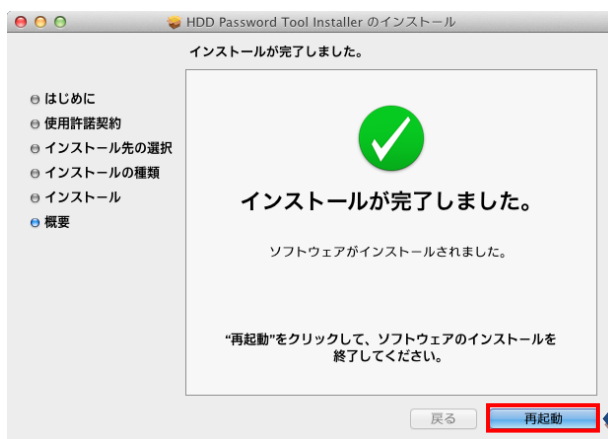 HDD Password Tool Installer のインストール
インストールが完了しました。
はじめに
使用許諾契約
インストール先の選択
インストールの種類
インストール
概要
インストールが完了しました。
ソフトウェアがインストールされました。
“再起動”をクリックして、ソフトウェアのインストールを
終了してください。
戻る
再起動